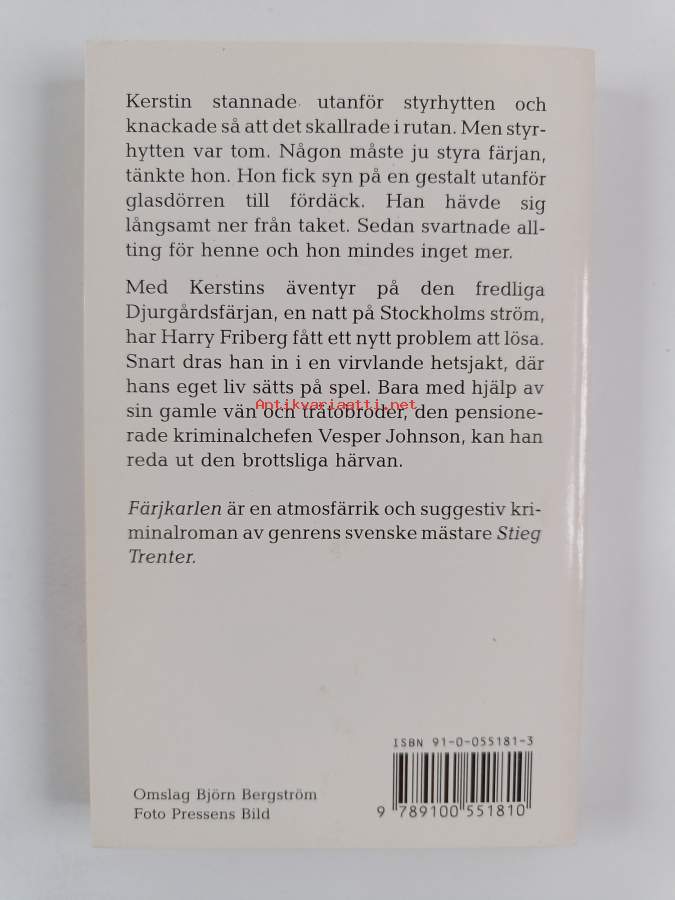 Kerstin stannade utanför styrhytten och
knackade så att det skallrade i rutan. Men styr-
hytten var tom. Någon måste ju styra färjan,
tänkte hon. Hon fick syn på en gestalt utanför
glasdörren till fördäck. Han hävde sig
långsamt ner från taket. Sedan svartnade all-
ting för henne och hon mindes inget mer.
Med Kerstins äventyr på den fredliga
Djurgårdsfärjan, en natt på Stockholms ström,
har Harry Friberg fått ett nytt problem att lösa.
Snart dras han in i en virvlande hetsjakt, där
hans eget liv sätts på spel. Bara med hjälp av
Antikvariaatti.net
sin gamle vän och trätobroder, den pensione-
rade kriminalchefen Vesper Johnson, kan han
reda ut den brottsliga härvan.
Färjkarlen är en atmosfärrik och suggestiv kri-
minalroman av genrens svenske mästare Stieg
Trenter.
ISBN 91-0-055181-3
Omslag Björn Bergström
Foto Pressens Bild
9 789100 551810